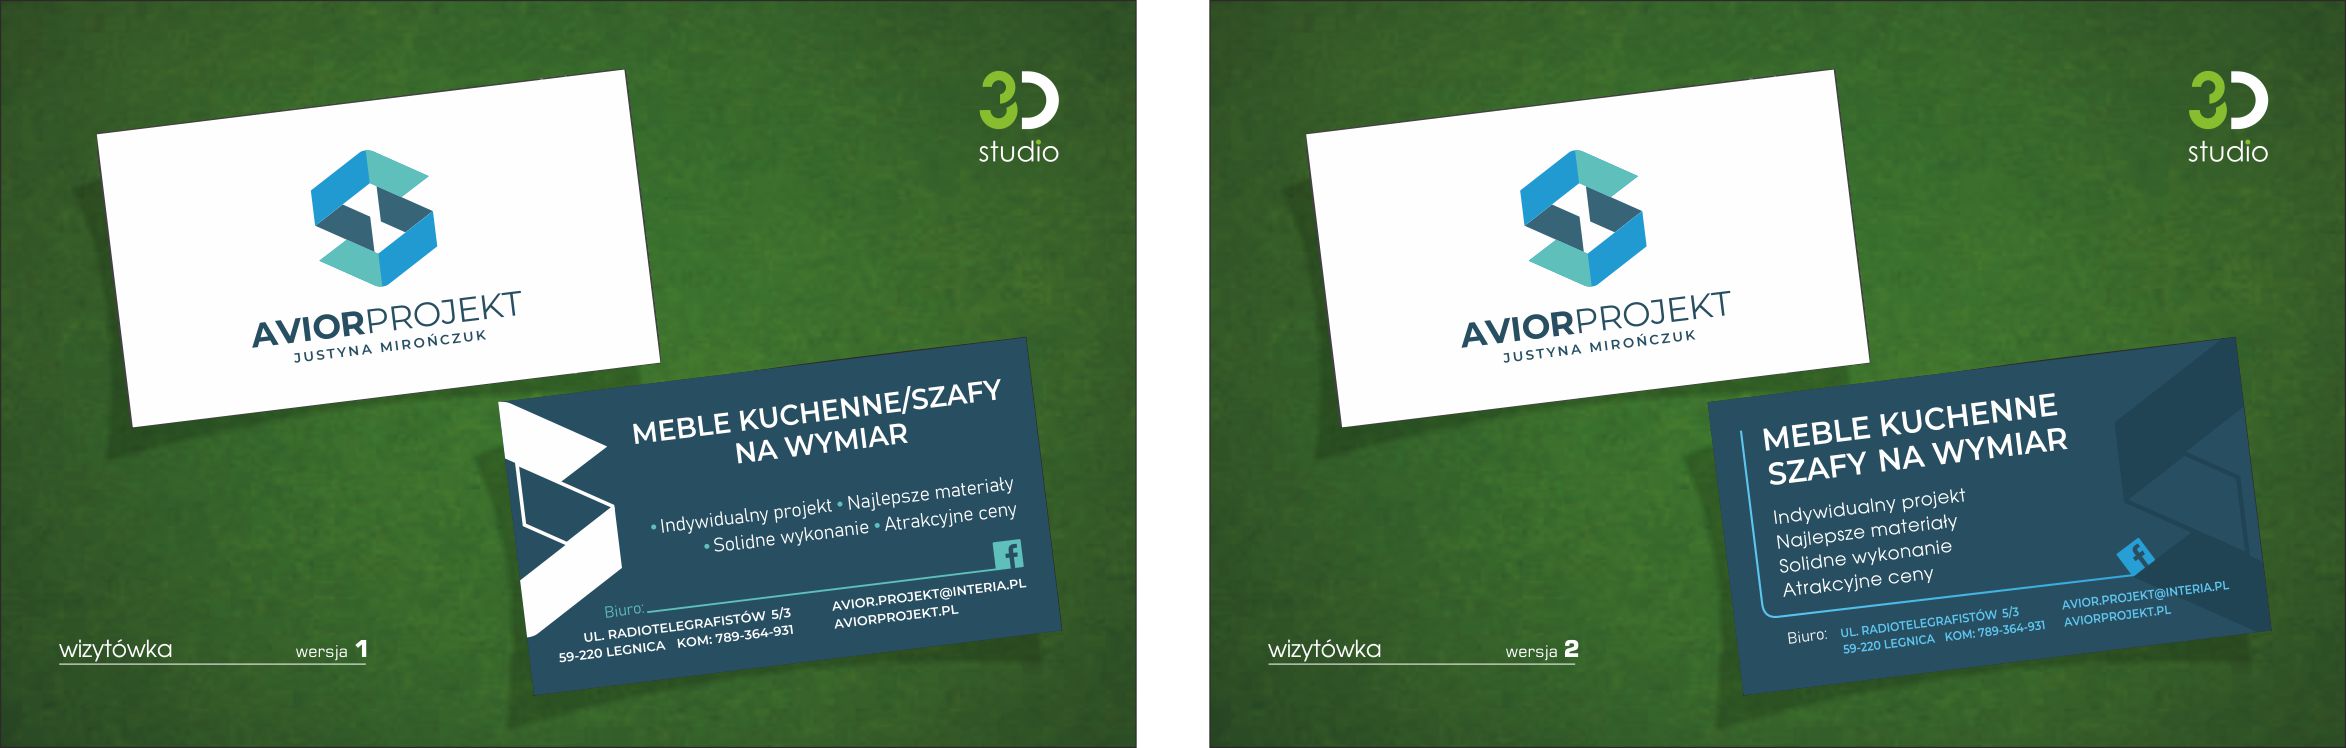 3D
studio
AVIORPROJEKT
JUSTYNA MIROŃCZUK
MEBLE KUCHENNE/SZAFY
NA WYMIAR
• Indywidualny projekt • Najlepsze materiały
• Solidne wykonanie • Atrakcyjne ceny
f
Biuro:
UL. RADIOTELEGRAFISTÓW 5/3
59-220 LEGNICA KOM: 789-364-931
AVIOR.PROJEKT@INTERIA.PL
AVIORPROJEKT.PL
wizytówka wersja 1
3D
studio
AVIORPROJEKT
JUSTYNA MIROŃCZUK
MEBLE KUCHENNE
SZAFY NA WYMIAR
Indywidualny projekt
Najlepsze materiały
Solidne wykonanie
Atrakcyjne ceny
f
Biuro:
UL. RADIOTELEGRAFISTÓW 5/3
59-220 LEGNICA KOM: 789-364-931
AVIOR.PROJEKT@INTERIA.PL
AVIORPROJEKT.PL
wizytówka wersja 2